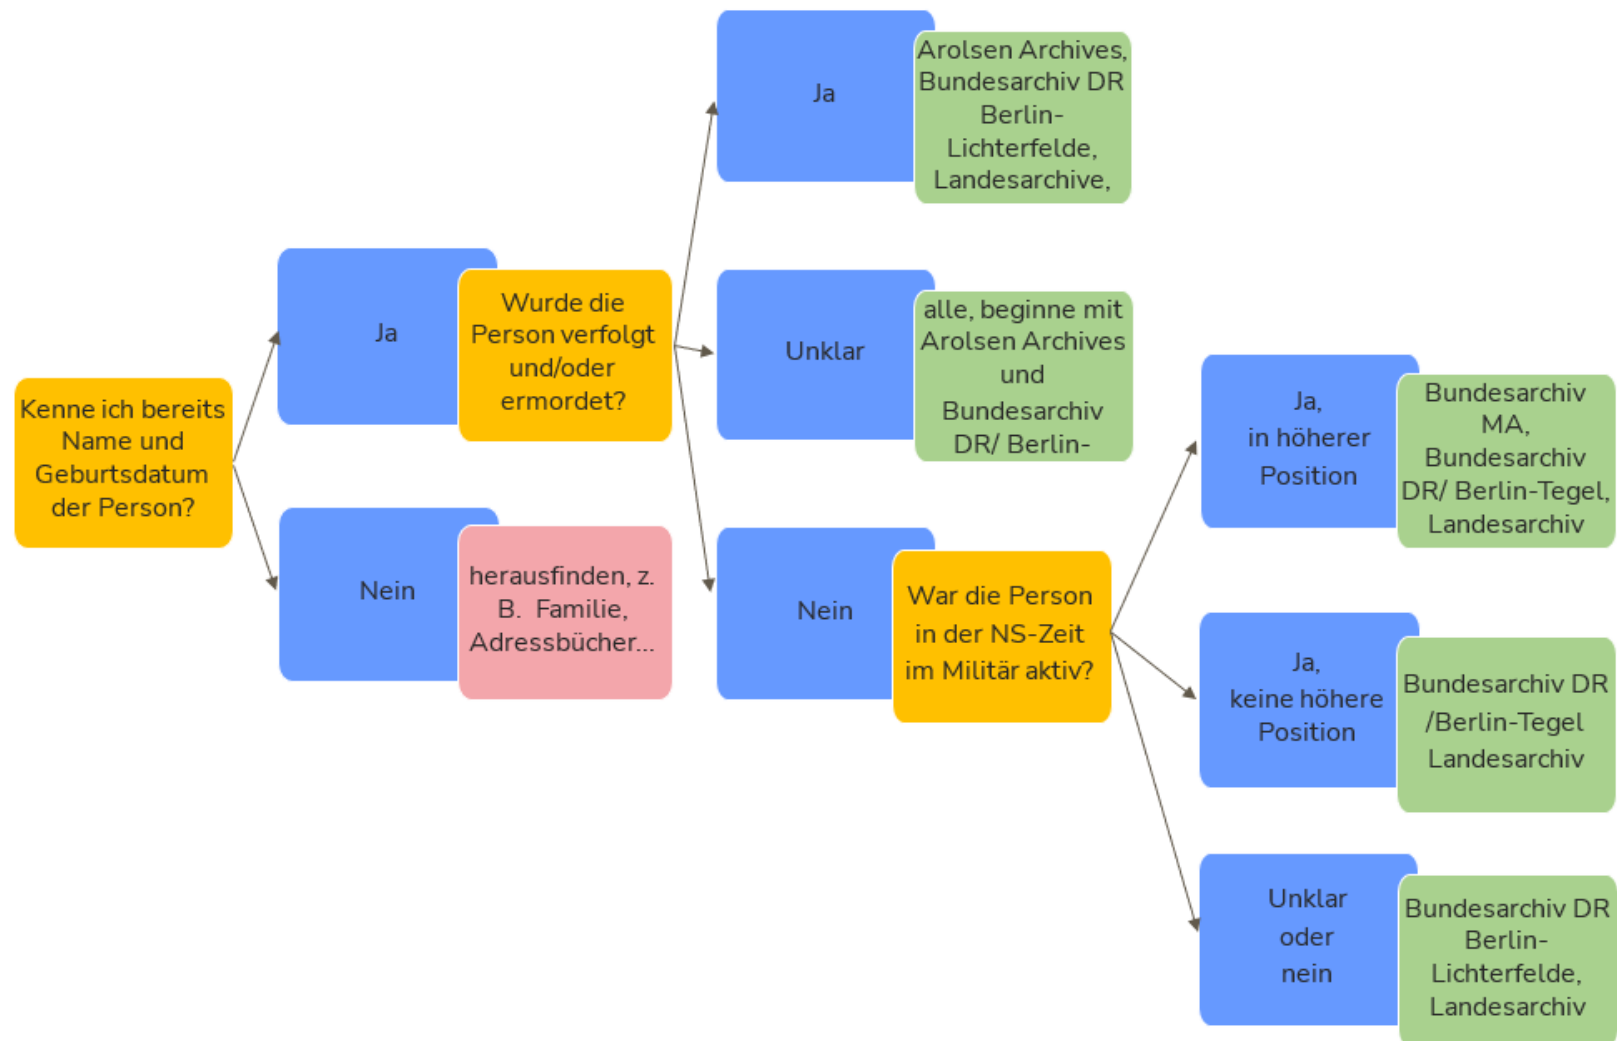 Kenne ich bereits
Name und
Geburtsdatum
der Person?
Ja
Wurde die
Person verfolgt
und/oder
ermordet?
Nein
herausfinden, z.
B. Familie,
Adressbücher...
Ja
Arolsen Archives,
Bundesarchiv DR
Berlin-
Lichterfelde,
Landesarchive,
Unklar
alle, beginne mit
Arolsen Archives
und
Bundesarchiv
DR/ Berlin-
Nein
War die Person
in der NS-Zeit
im Militär aktiv?
Ja,
in höherer
Position
Bundesarchiv
MA,
Bundesarchiv
DR/ Berlin-Tegel,
Landesarchiv
Ja,
keine höhere
Position
Bundesarchiv DR
/Berlin-Tegel
Landesarchiv
Unklar
oder
nein
Bundesarchiv DR
Berlin-
Lichterfelde,
Landesarchiv